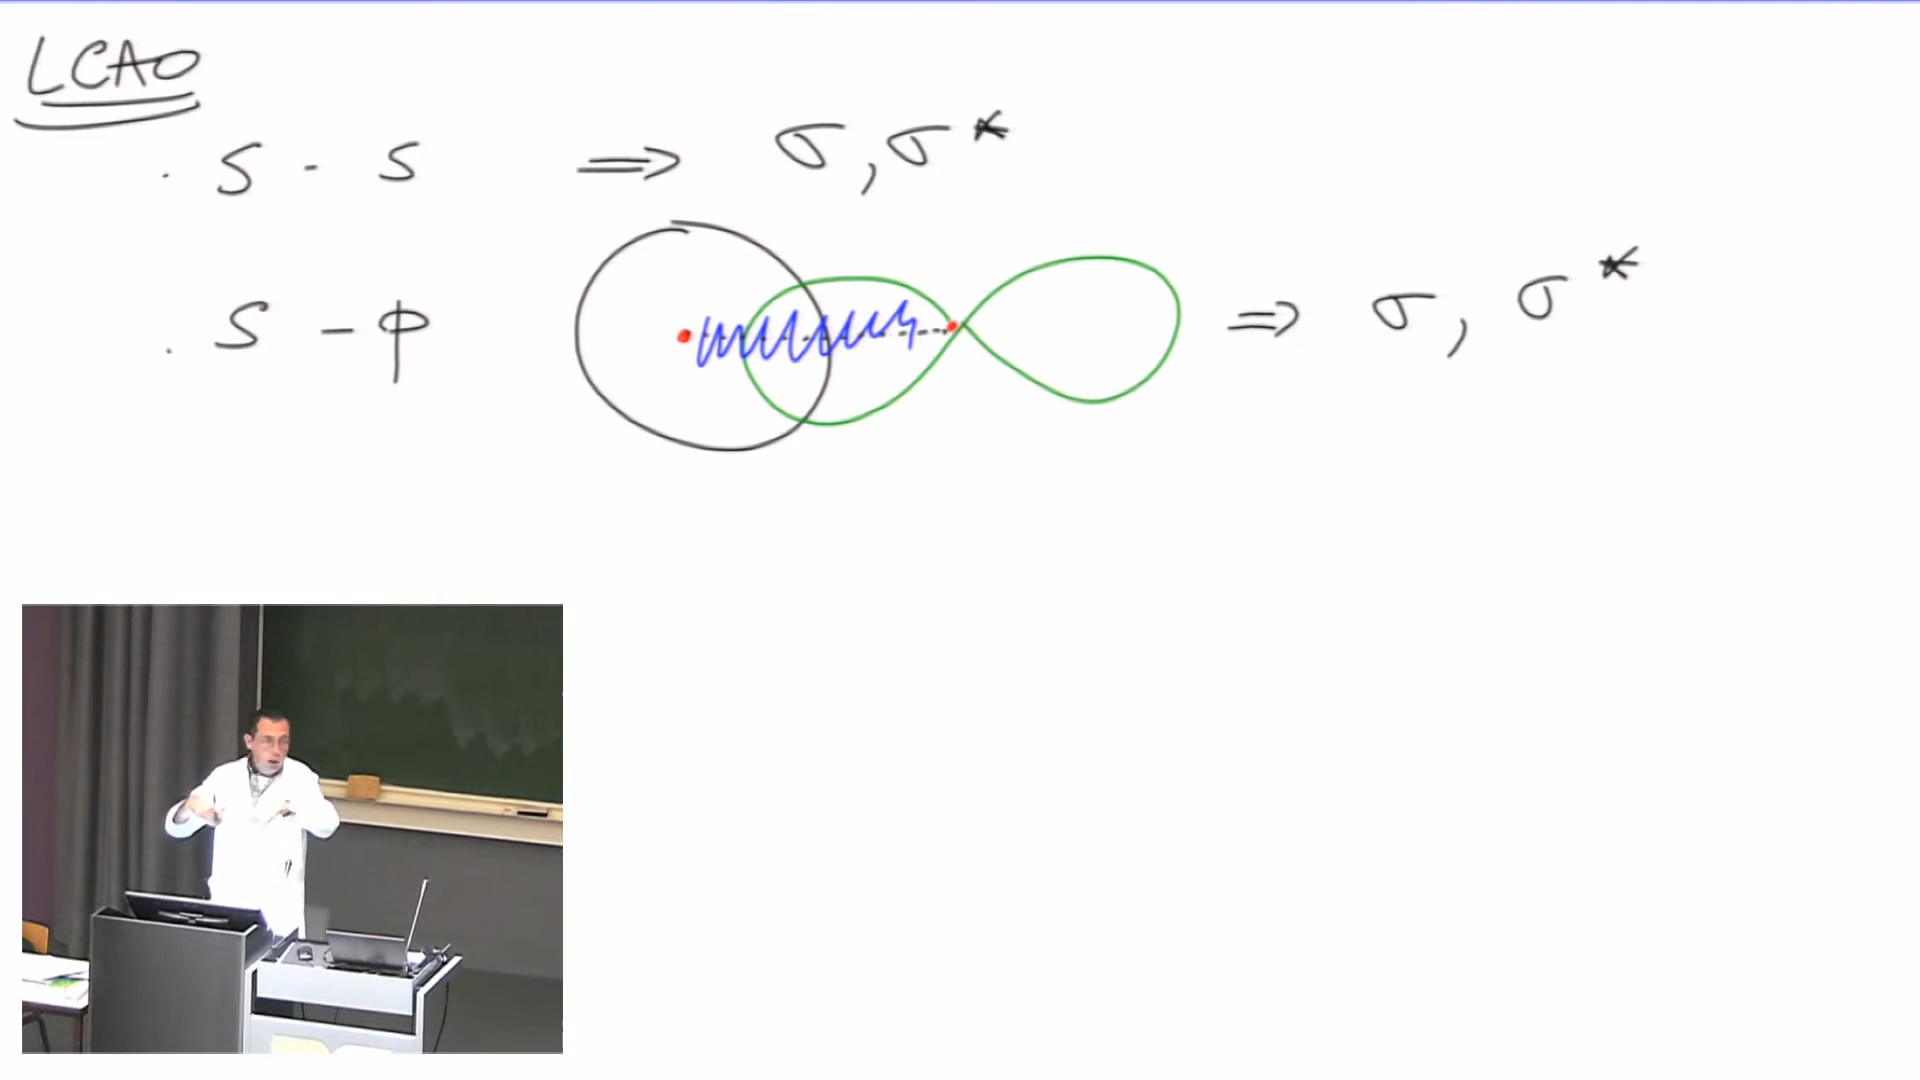 LCAO
. s - s ⇒ σ, σ*
. s - p ⇒ σ, σ*